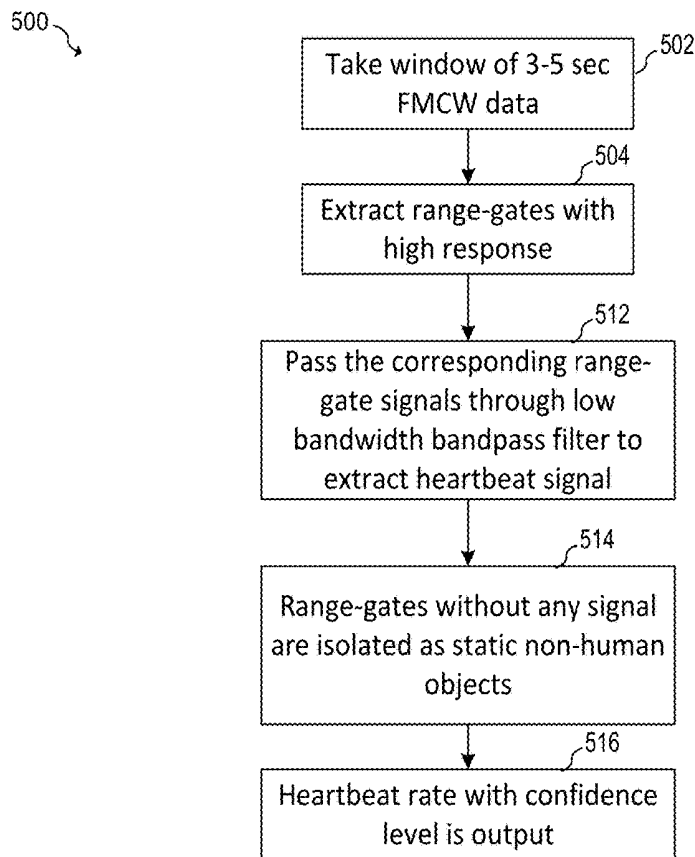 500
502
Take window of 3-5 sec
FMCW data
504
Extract range-gates with
high response
512
Pass the corresponding range-
gate signals through low
bandwidth bandpass filter to
extract heartbeat signal
514
Range-gates without any signal
are isolated as static non-human
objects
516
Heartbeat rate with confidence
level is output